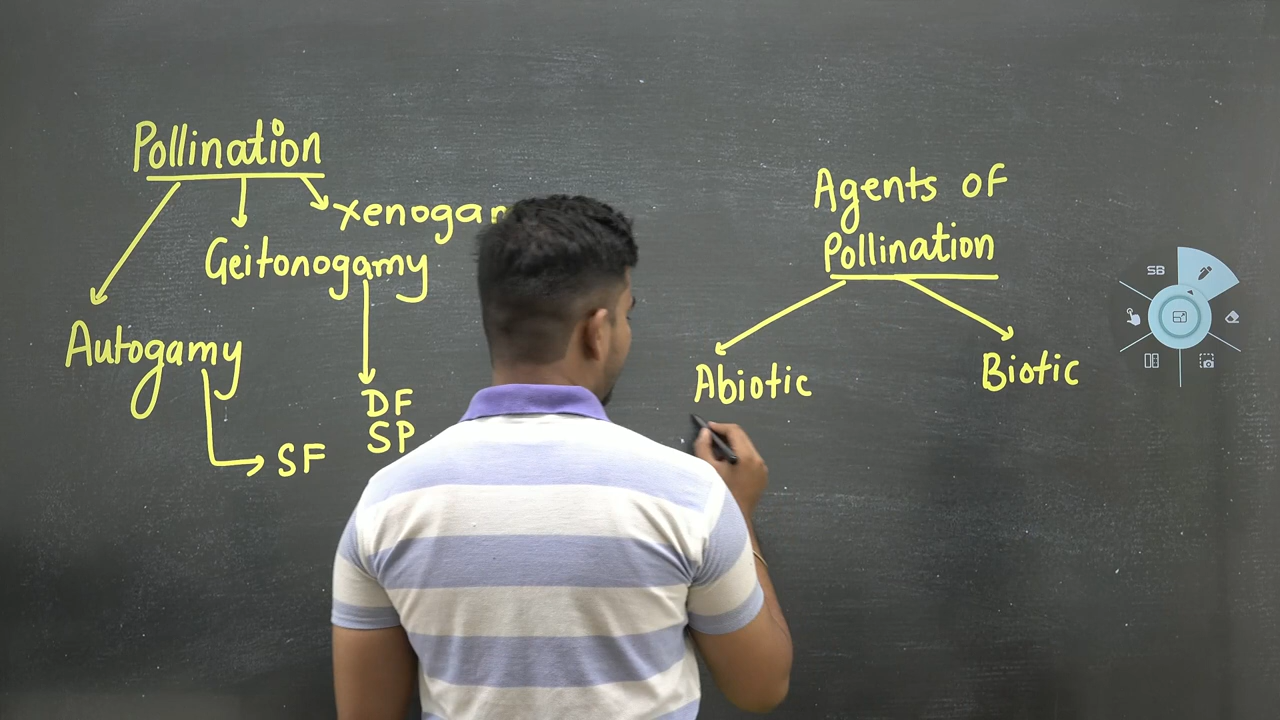 Pollination
xenogam
Geitonogamy
Autogamy
DF
SP
SF
Agents of
Pollination
Abiotic
Biotic
SB